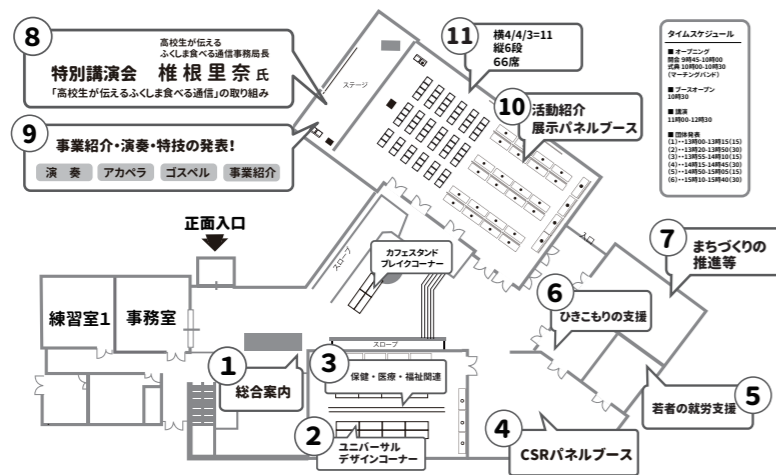 8
高校生が伝える
ふくしま食べる通信事務局長
特別講演会 椎根里奈氏
「高校生が伝えるふくしま食べる通信」の取り組み
9
事業紹介・演奏・特技の発表!
演 奏
アカペラ
ゴスペル
事業紹介
ステージ
11
横4/4/3=11
縦6段
66席
10
活動紹介
展示パネルブース
タイムスケジュール
■ オープニング
開会 9時45-10時00
式典 10時00-10時30
(マーチングバンド)
■ ブースオープン
10時30
■ 講演
11時00-12時30
■ 団体発表
(1)・・13時00-13時15(15)
(2)・・13時20-13時50(30)
(3)・・13時55-14時10(15)
(4)・・14時15-14時45(30)
(5)・・14時50-15時05(15)
(6)・・15時10-15時40(30)
正面入口
スロープ
カフェスタンド
ブレイクコーナー
入口
7
まちづくりの
推進等
6
ひきこもりの支援
練習室1
事務室
スロープ
1
総合案内
3
保健・医療・福祉関連
2
ユニバーサル
デザインコーナー
4
CSRパネルブース
5
若者の就労支援